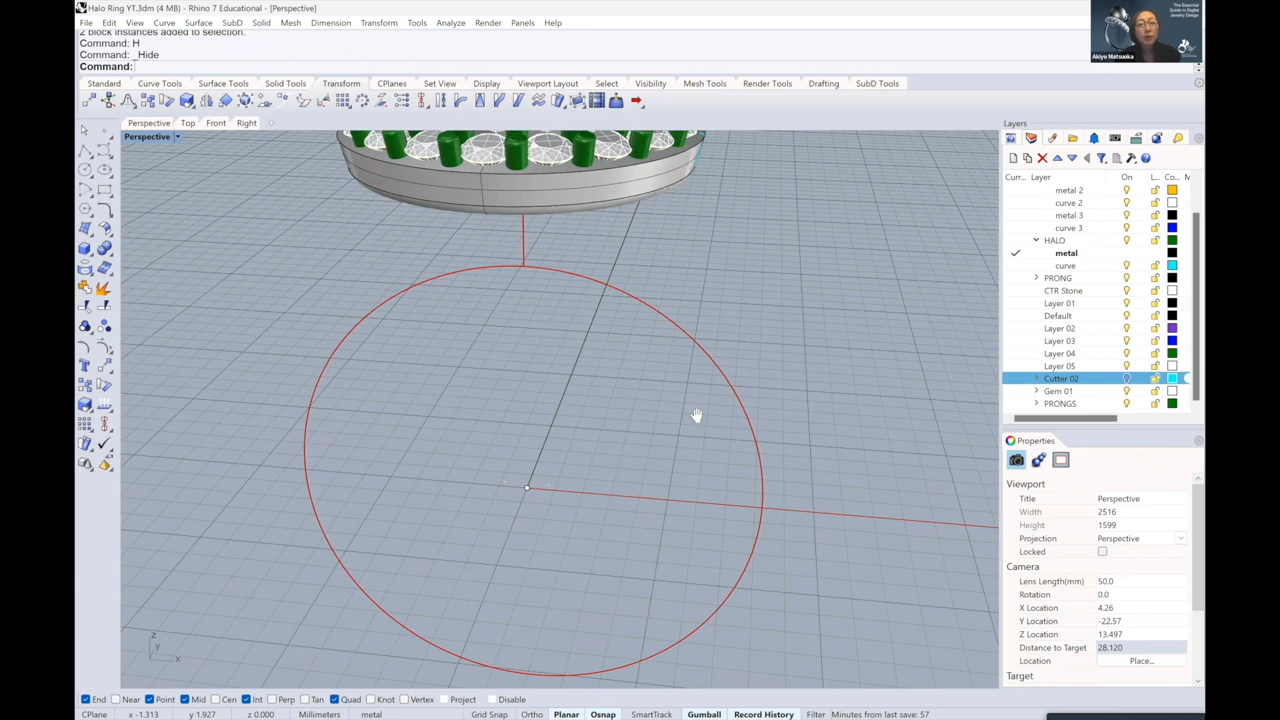 Halo Ring YT.3dm (4 MB) - Rhino 7 Educational - [Perspective]
File Edit View Curve Surface SubD Solid Mesh Dimension Transform Tools Analyze Render Panels Help
2 block instances added to selection.
Command: H
Command: _Hide
Command:
Standard Curve Tools Surface Tools Solid Tools Transform CPlanes Set View Display Viewport Layout Select Visibility Mesh Tools Render Tools Drafting SubD Tools
Perspective Top Front Right
Perspective
The Essential
Guide to Digital
Jewelry Design
Akiyo Matsuoka
Layers
Curr... Layer On L... Co... M
metal 2
curve 2
metal 3
curve 3
HALO
metal
curve
PRONG
CTR Stone
Layer 01
Default
Layer 02
Layer 03
Layer 04
Layer 05
Cutter 02
Gem 01
PRONGS
Properties
Viewport
Title Perspective
Width 2516
Height 1599
Projection Perspective
Locked
Camera
Lens Length(mm) 50.0
Rotation 0.0
X Location 4.26
Y Location -22.57
Z Location 13.497
Distance to Target 28.120
Location Place...
Target
z
y
x
End Near Point Mid Cen Int Perp Tan Quad Knot Vertex Project Disable
CPlane x -1.313 y 1.927 z 0.000 Millimeters metal Grid Snap Ortho Planar Osnap SmartTrack Gumball Record History Filter Minutes from last save: 57